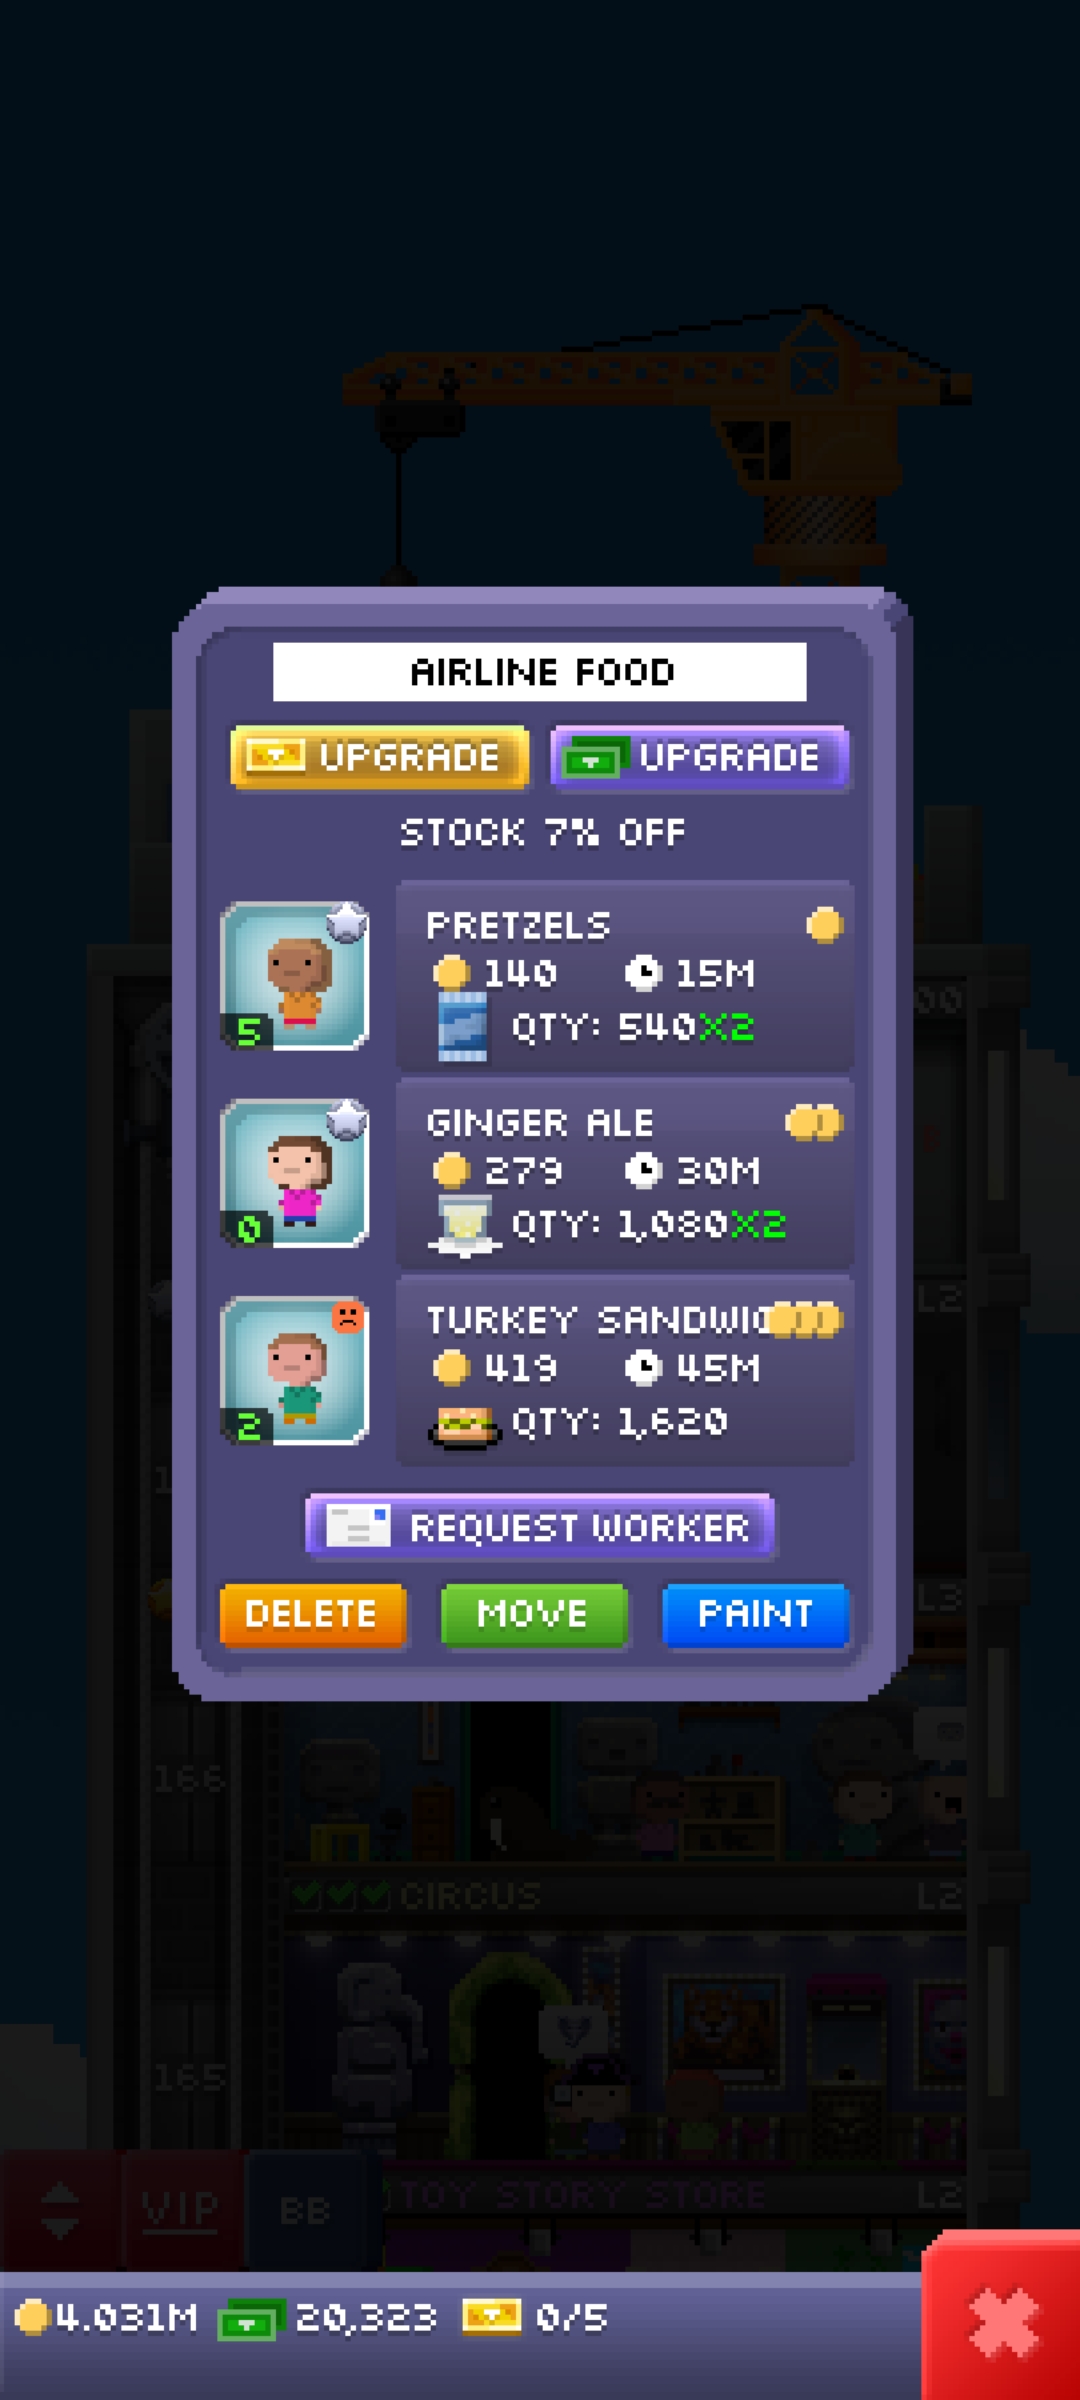 AIRLINE FOOD
UPGRADE UPGRADE
STOCK 7% OFF
5
PRETZELS
140 15M
QTY: 540X2
0
GINGER ALE
279 30M
QTY: 1,080X2
2
TURKEY SANDWIC
419 45M
QTY: 1,620
REQUEST WORKER
DELETE MOVE PAINT
L2
L3
166
CIRCUS L2
165
TOY STORY STORE L2
VIP BB
4.031M 20,323 0/5